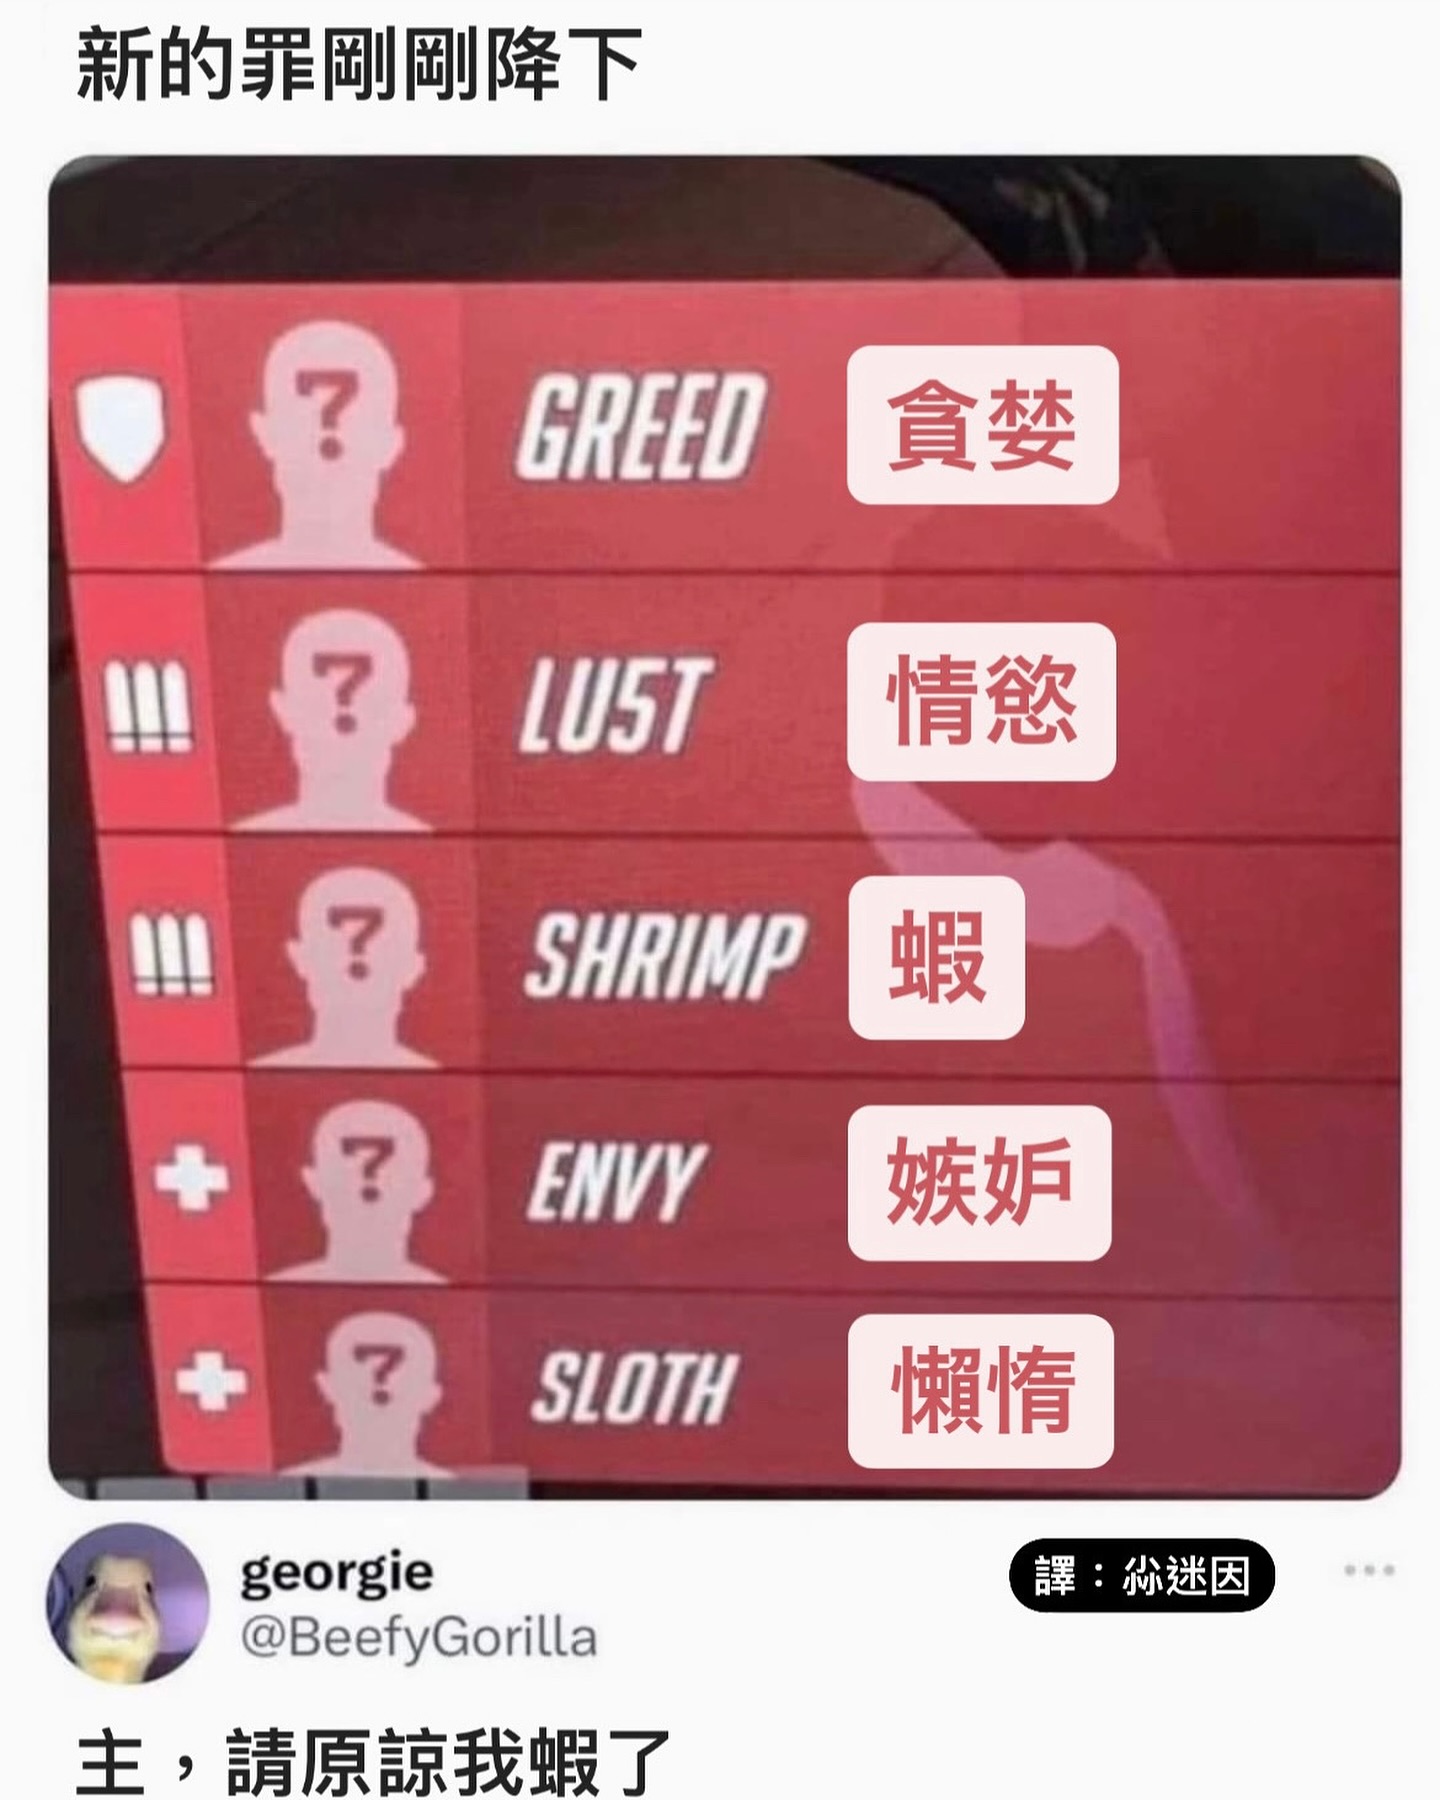 新的罪剛剛降下
GREED 貪婪
LUST 情慾
SHRIMP 蝦
ENVY 嫉妒
SLOTH 懶惰
georgie
譯：尛迷因
@BeefyGorilla
主，請原諒我蝦了